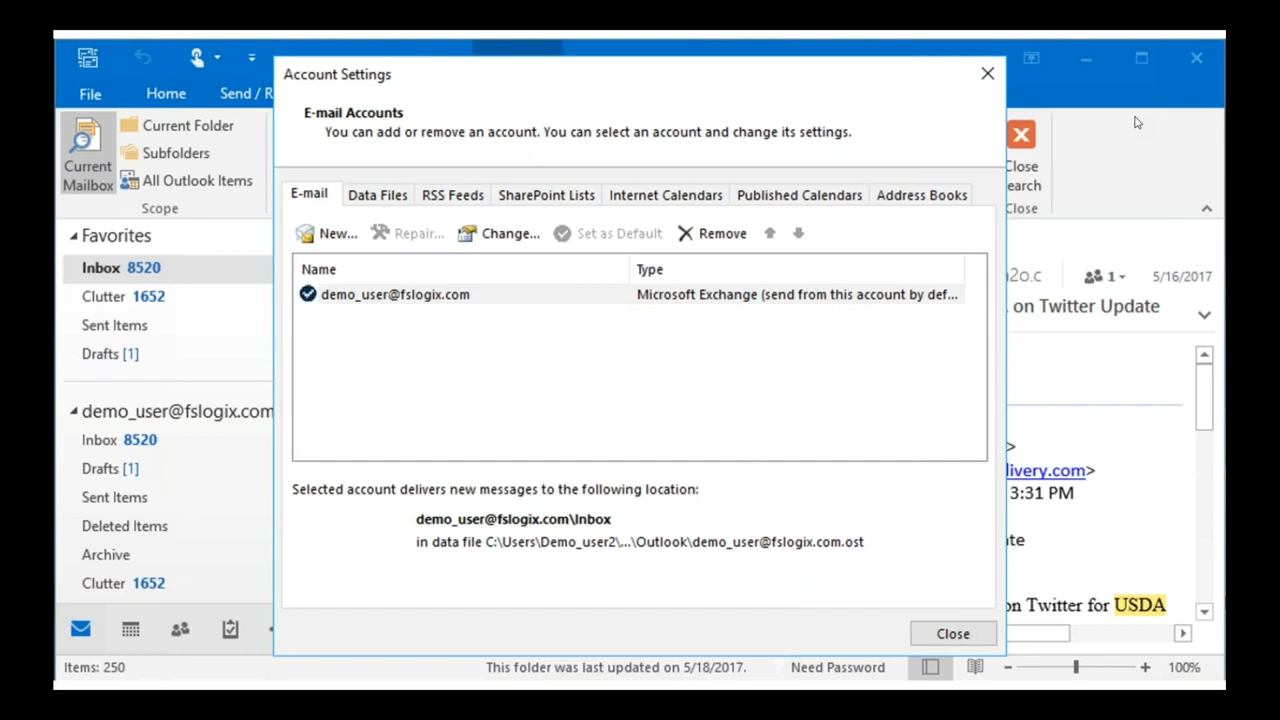 Account Settings
E-mail Accounts
You can add or remove an account. You can select an account and change its settings.
File Home Send / R
Current Mailbox
Current Folder
Subfolders
All Outlook Items
Scope
Close
Close
E-mail Data Files RSS Feeds SharePoint Lists Internet Calendars Published Calendars Address Books
New... Repair... Change... Set as Default Remove
Name Type
demo_user@fslogix.com Microsoft Exchange (send from this account by def...
Selected account delivers new messages to the following location:
demo_user@fslogix.com\Inbox
in data file C:\Users\Demo_user2\...\Outlook\demo_user@fslogix.com.ost
Close
Favorites
Inbox 8520
Clutter 1652
Sent Items
Drafts [1]
demo_user@fslogix.com
Inbox 8520
Drafts [1]
Sent Items
Deleted Items
Archive
Clutter 1652
1 5/16/2017
on Twitter Update
livery.com>
3:31 PM
on Twitter for USDA
Items: 250 This folder was last updated on 5/18/2017. Need Password 100%